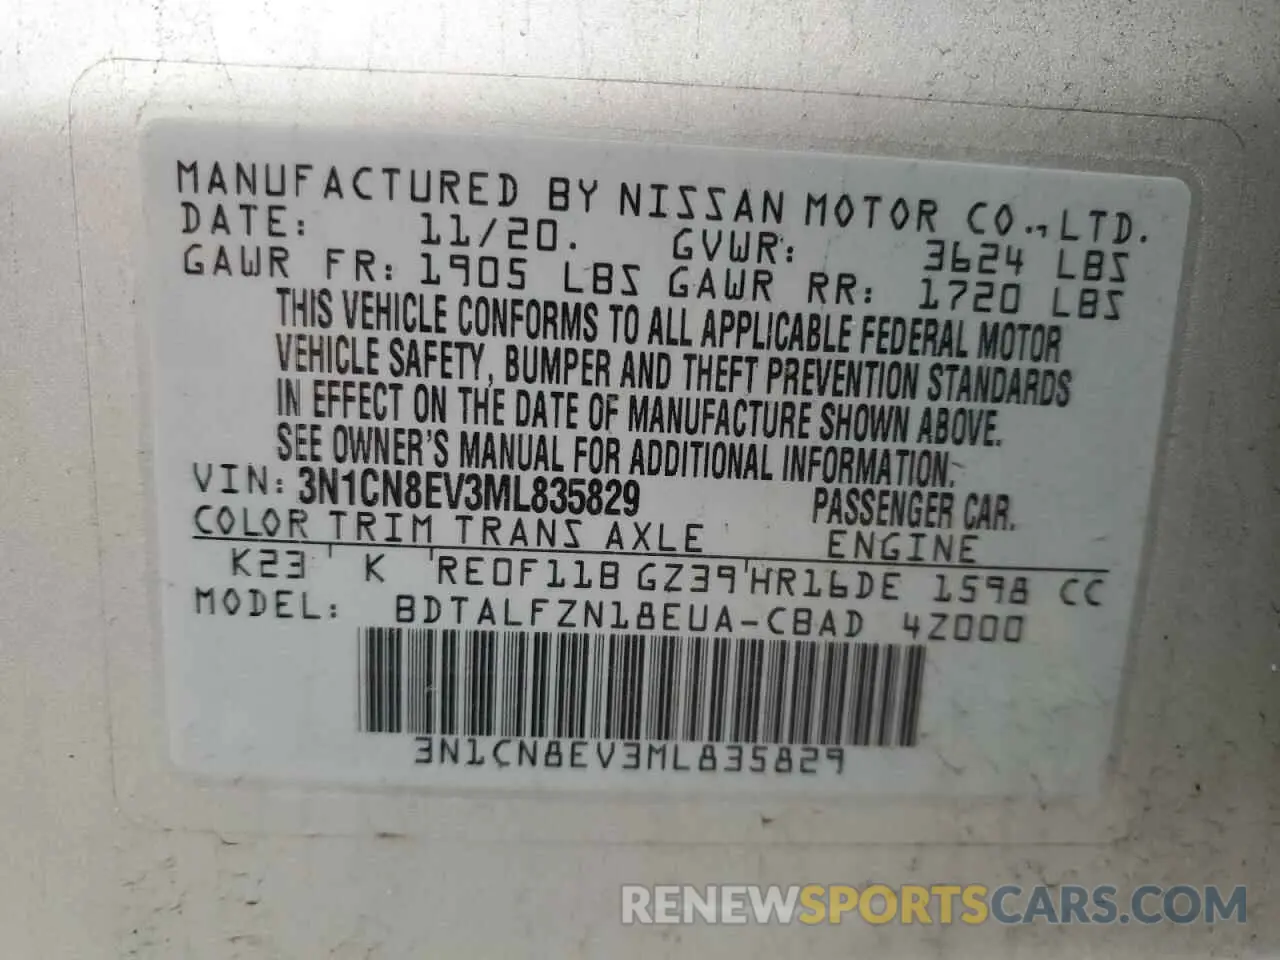 MANUFACTURED BY NISSAN MOTOR CO., LTD.
DATE: 11/20. GVWR: 3624 LBS
GAWR FR: 1905 LBS GAWR RR: 1720 LBS
THIS VEHICLE CONFORMS TO ALL APPLICABLE FEDERAL MOTOR
VEHICLE SAFETY, BUMPER AND THEFT PREVENTION STANDARDS
IN EFFECT ON THE DATE OF MANUFACTURE SHOWN ABOVE.
SEE OWNER'S MANUAL FOR ADDITIONAL INFORMATION.
VIN: 3N1CN8EV3ML835829 PASSENGER CAR.
COLOR TRIM TRANS AXLE ENGINE
K23 K RE0F11B GZ39 HR16DE 1598 CC
MODEL: BDTALFZN18EUA-CBAD 4Z000
3N1CN8EV3ML835829
RENEWSPORTSCARS.COM